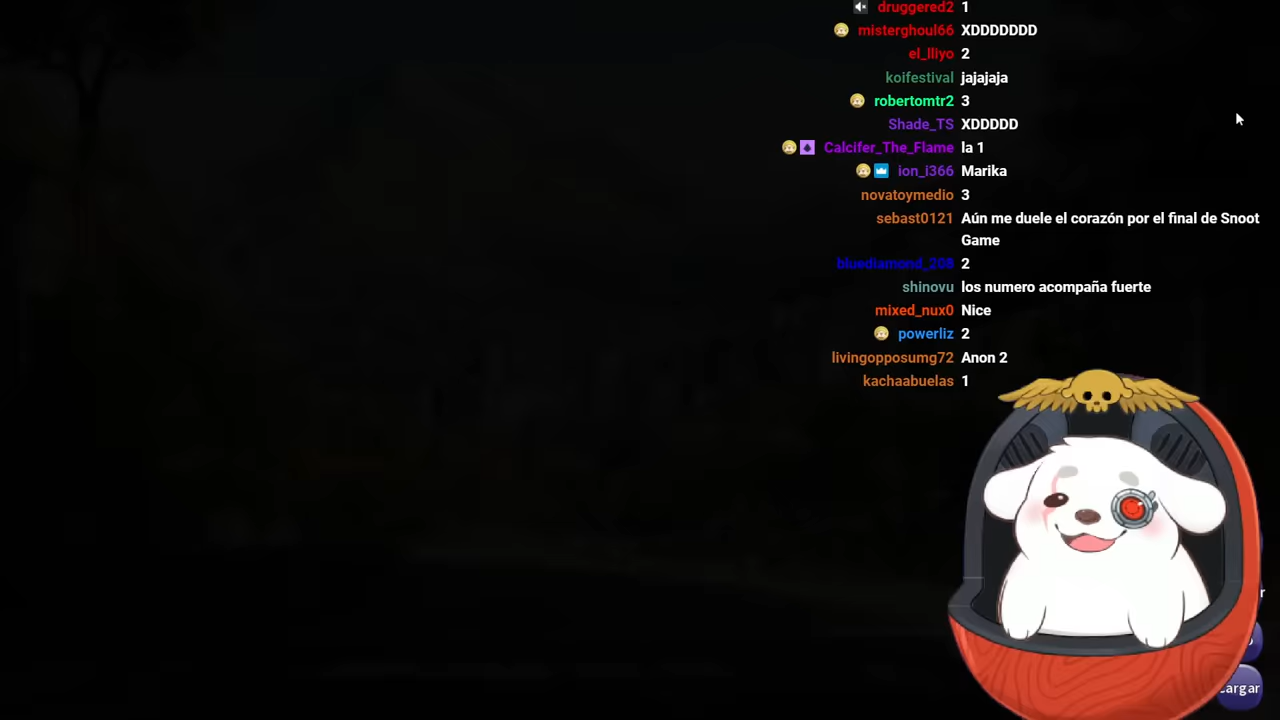 druggered2 1
misterghoul66 XDDDDDDD
el_lliyo 2
koifestival jajajaja
robertomtr2 3
Shade_TS XDDDDD
Calcifer_The_Flame la 1
ion_i366 Marika
novatoymedio 3
sebast0121 Aún me duele el corazón por el final de Snoot
Game
bluediamond_208 2
shinovu los numero acompaña fuerte
mixed_nux0 Nice
powerliz 2
livingopposumg72 Anon 2
kachaabuelas 1
r
cargar